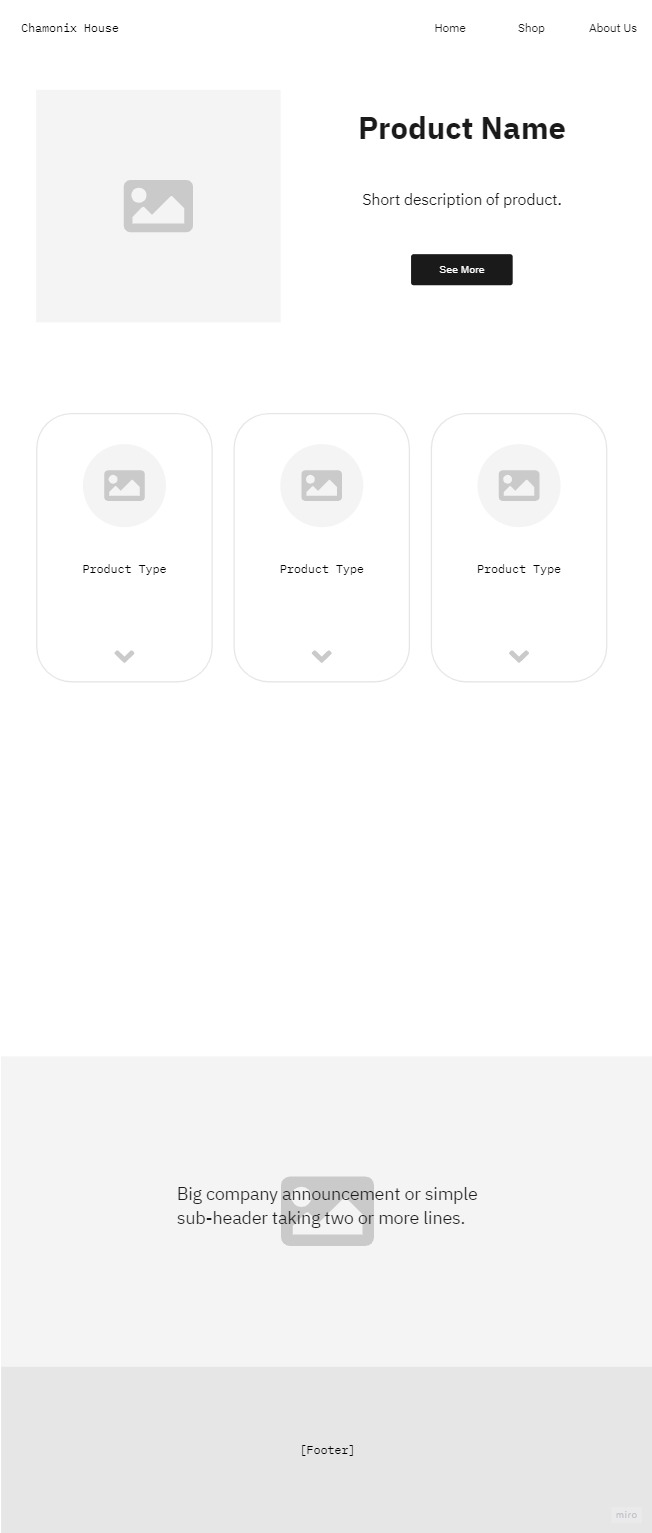 Chamonix House
Home
Shop
About Us
Product Name
Short description of product.
See More
Product Type
Product Type
Product Type
Big company announcement or simple
sub-header taking two or more lines.
[Footer]
miro